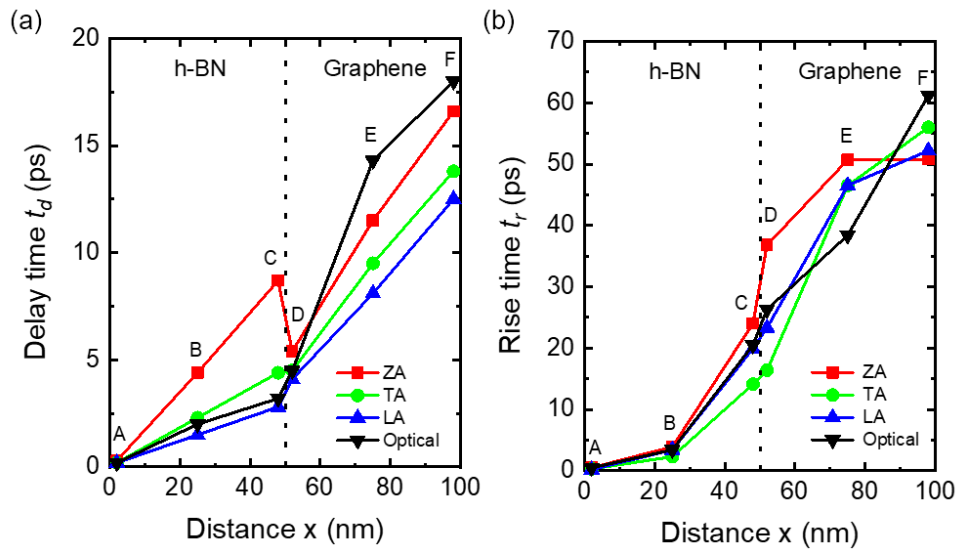 (a)
20
15
10
5
0
0 20 40 60 80 100
Delay time t_d (ps)
Distance x (nm)
h-BN
Graphene
A
B
C
D
E
F
ZA
TA
LA
Optical
(b)
70
60
50
40
30
20
10
0
0 20 40 60 80 100
Rise time t_r (ps)
Distance x (nm)
h-BN
Graphene
A
B
C
D
E
F
ZA
TA
LA
Optical